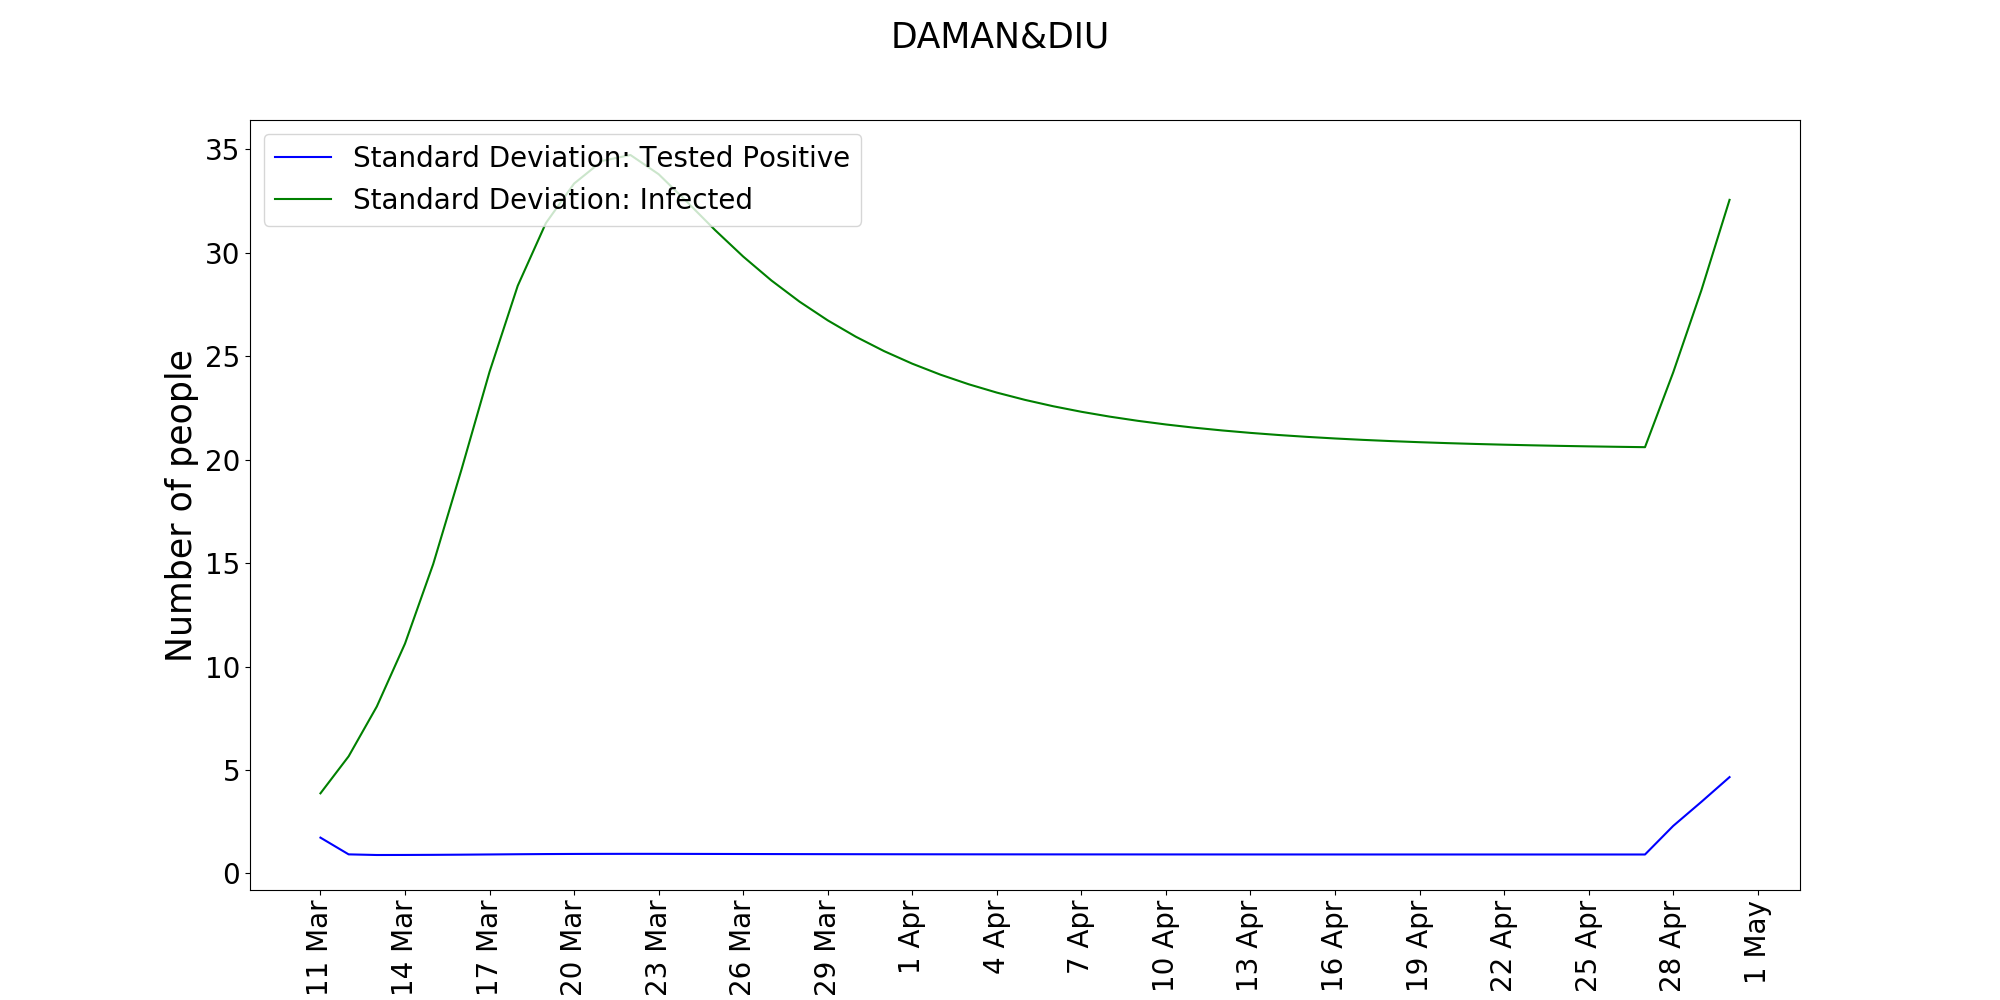 DAMAN&DIU
Standard Deviation: Tested Positive
Standard Deviation: Infected
Number of people
35
30
25
20
15
10
5
0
11 Mar
14 Mar
17 Mar
20 Mar
23 Mar
26 Mar
29 Mar
1 Apr
4 Apr
7 Apr
10 Apr
13 Apr
16 Apr
19 Apr
22 Apr
25 Apr
28 Apr
1 May